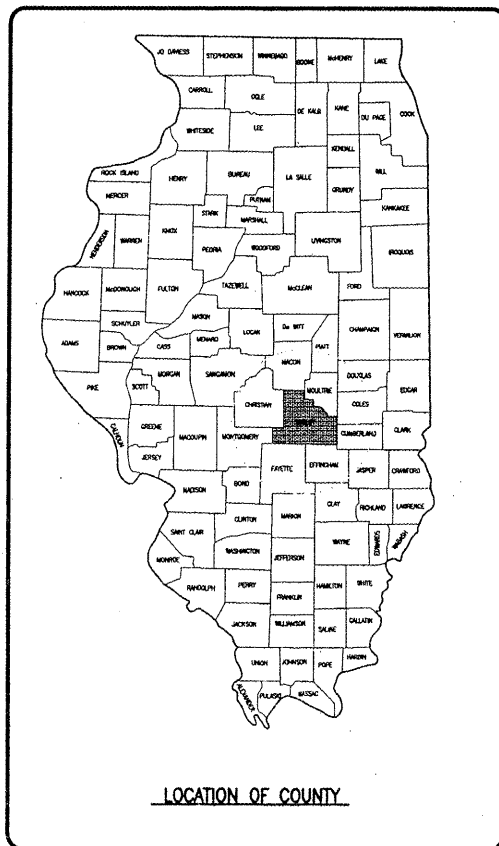 JO DAVIESS STEPHENSON WINNEBAGO BOONE McHENRY LAKE
CARROLL OGLE DE KALB KANE COOK
DU PAGE
WHITESIDE LEE
KENDALL
ROCK ISLAND HENRY BUREAU LA SALLE GRUNDY WILL
MERCER PUTNAM KANKAKEE
STARK MARSHALL
HENDERSON WARREN KNOX PEORIA WOODFORD LIVINGSTON IROQUOIS
HANCOCK McDONOUGH FULTON TAZEWELL McCLEAN FORD
MASON
SCHUYLER LOGAN De WITT CHAMPAIGN VERMILION
ADAMS BROWN CASS MENARD PIATT
MACON
PIKE SCOTT MORGAN SANGAMON DOUGLAS EDGAR
MOULTRIE
CHRISTIAN COLES
CALHOUN GREENE MACOUPIN MONTGOMERY CUMBERLAND CLARK
JERSEY FAYETTE EFFINGHAM JASPER CRAWFORD
MADISON BOND
CLAY RICHLAND LAWRENCE
CLINTON MARION
SAINT CLAIR WAYNE EDWARDS WABASH
WASHINGTON JEFFERSON
MONROE
RANDOLPH PERRY HAMILTON WHITE
FRANKLIN
JACKSON WILLIAMSON SALINE GALLATIN
UNION JOHNSON POPE HARDIN
ALEXANDER PULASKI MASSAC
LOCATION OF COUNTY